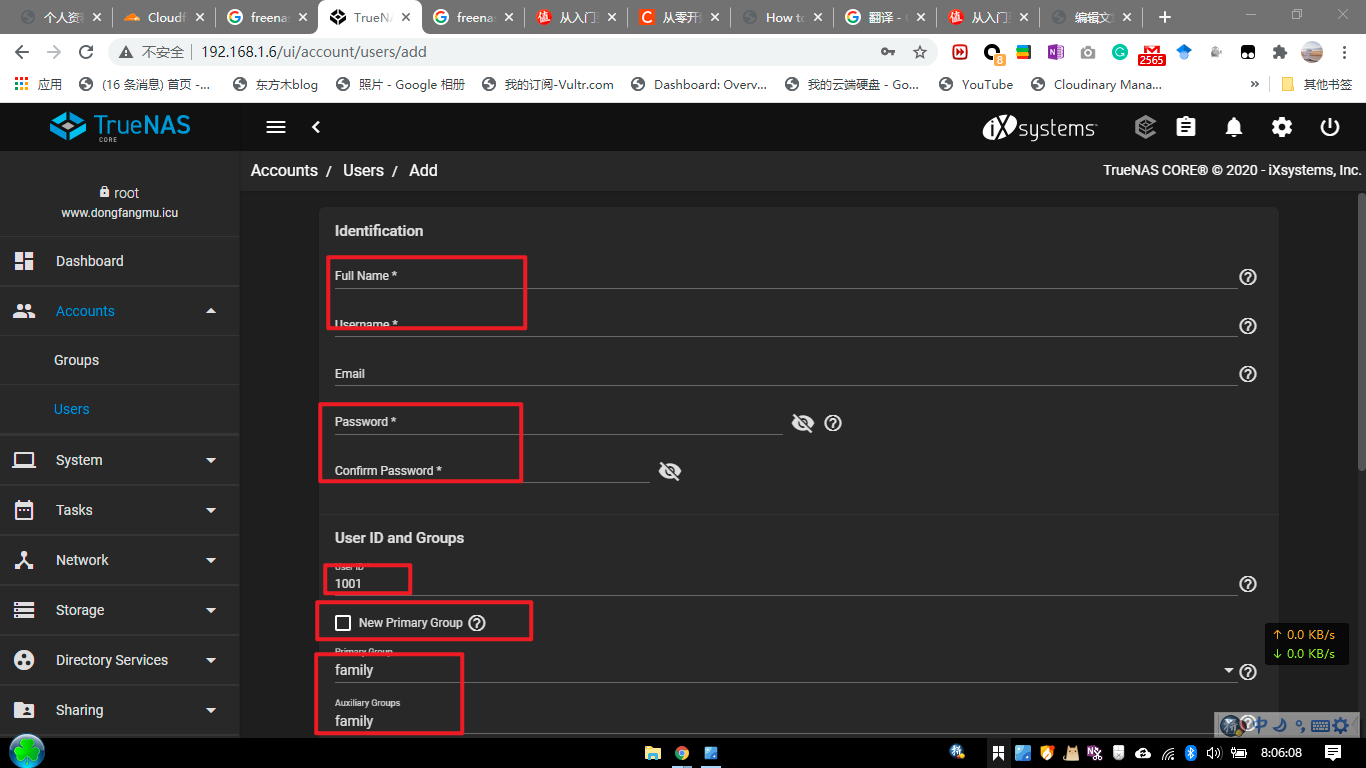 个人资
Cloudf
freena
TrueN
freena
从入门
从零开
How to
翻译 - G
从入门
编辑文
不安全 192.168.1.6/ui/account/users/add
8
2565
应用
(16 条消息) 首页 -...
东方木blog
照片 - Google 相册
我的订阅-Vultr.com
Dashboard: Overv...
我的云端硬盘 - Go...
YouTube
Cloudinary Mana...
其他书签
TrueNAS
CORE
iXsystems
Accounts / Users / Add
TrueNAS CORE® © 2020 - iXsystems, Inc.
root
www.dongfangmu.icu
Dashboard
Accounts
Groups
Users
System
Tasks
Network
Storage
Directory Services
Sharing
Identification
Full Name *
Username *
Email
Password *
Confirm Password *
User ID and Groups
User ID *
1001
New Primary Group
Primary Group
family
Auxiliary Groups
family
↑ 0.0 KB/s
↓ 0.0 KB/s
中
8:06:08